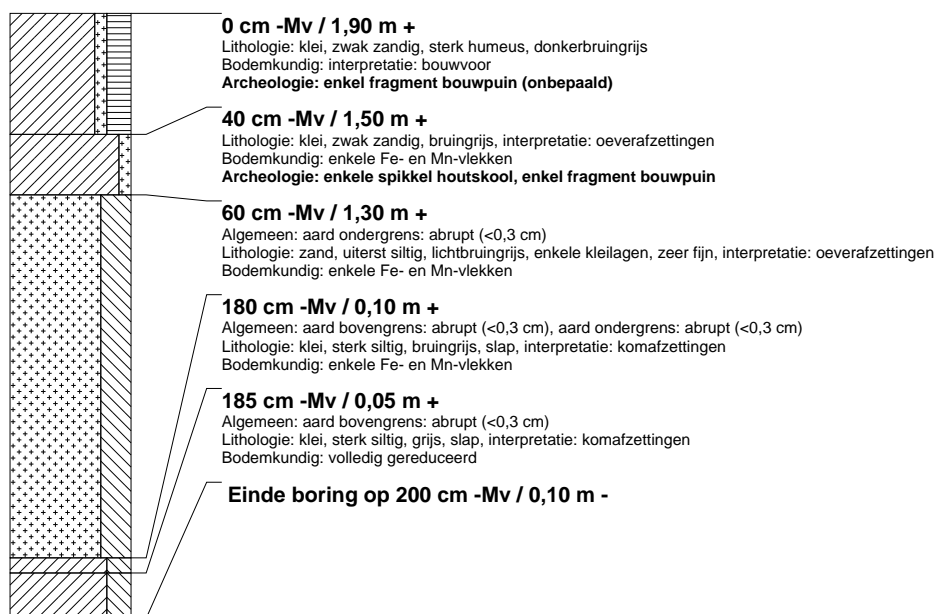 0 cm -Mv / 1,90 m +
Lithologie: klei, zwak zandig, sterk humeus, donkerbruingrijs
Bodemkundig: interpretatie: bouwvoor
Archeologie: enkel fragment bouwpuin (onbepaald)
40 cm -Mv / 1,50 m +
Lithologie: klei, zwak zandig, bruingrijs, interpretatie: oeverafzettingen
Bodemkundig: enkele Fe- en Mn-vlekken
Archeologie: enkele spikkel houtskool, enkel fragment bouwpuin
60 cm -Mv / 1,30 m +
Algemeen: aard ondergrens: abrupt (<0,3 cm)
Lithologie: zand, uiterst siltig, lichtbruingrijs, enkele kleilagen, zeer fijn, interpretatie: oeverafzettingen
Bodemkundig: enkele Fe- en Mn-vlekken
180 cm -Mv / 0,10 m +
Algemeen: aard bovengrens: abrupt (<0,3 cm), aard ondergrens: abrupt (<0,3 cm)
Lithologie: klei, sterk siltig, bruingrijs, slap, interpretatie: komafzettingen
Bodemkundig: enkele Fe- en Mn-vlekken
185 cm -Mv / 0,05 m +
Algemeen: aard bovengrens: abrupt (<0,3 cm)
Lithologie: klei, sterk siltig, grijs, slap, interpretatie: komafzettingen
Bodemkundig: volledig gereduceerd
Einde boring op 200 cm -Mv / 0,10 m -